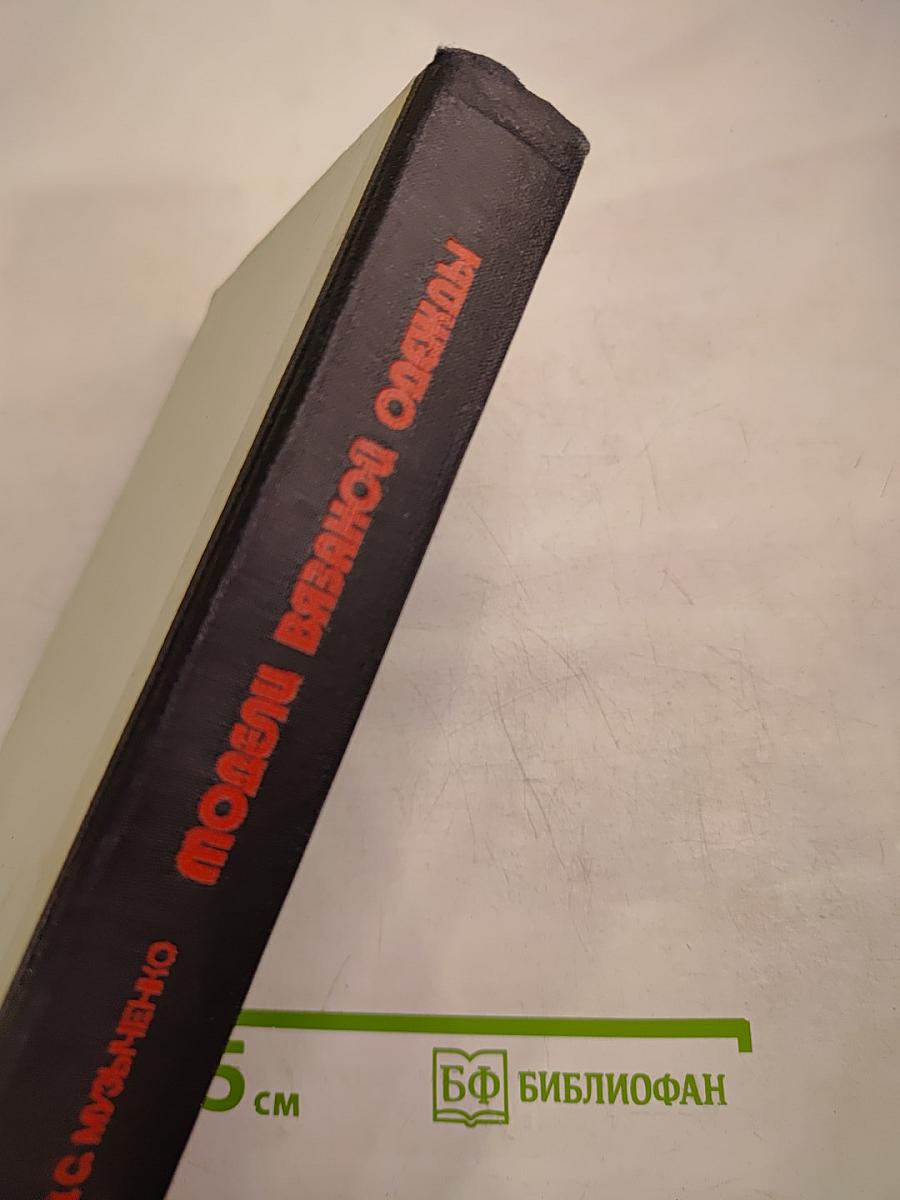 С. МУЗЫЧЕНКО
МОДЕЛИ ВЯЗАНОЙ ОДЕЖДЫ
5 см
БФ БИБЛИОФАН